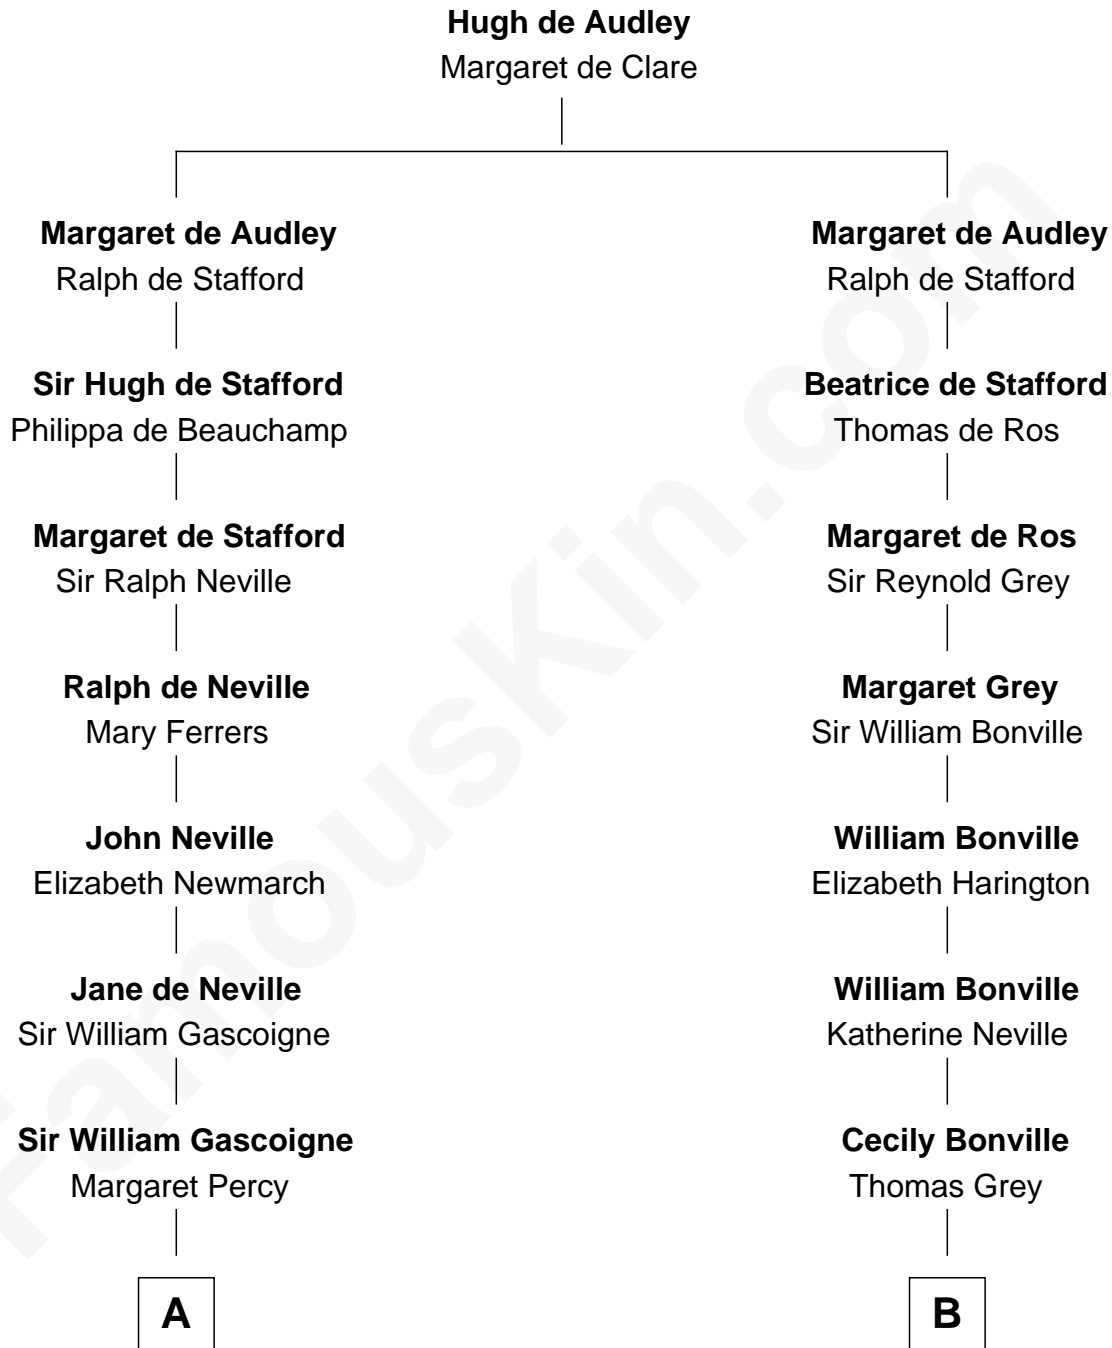 Hugh de Audley
Margaret de Clare
Margaret de Audley
Ralph de Stafford
Margaret de Audley
Ralph de Stafford
Sir Hugh de Stafford
Philippa de Beauchamp
Beatrice de Stafford
Thomas de Ros
Margaret de Stafford
Sir Ralph Neville
Margaret de Ros
Sir Reynold Grey
Ralph de Neville
Mary Ferrers
Margaret Grey
Sir William Bonville
John Neville
Elizabeth Newmarch
William Bonville
Elizabeth Harington
Jane de Neville
Sir William Gascoigne
William Bonville
Katherine Neville
Sir William Gascoigne
Margaret Percy
Cecily Bonville
Thomas Grey
A
B
FamousKin.com